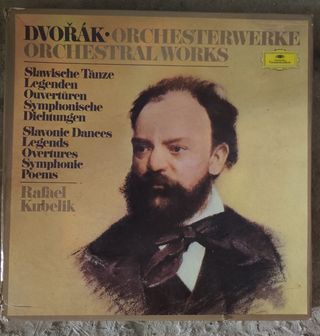 DVOŘÁK·ORCHESTERWERKE
ORCHESTRAL WORKS
Slawische Tänze
Legenden
Ouvertüren
Symphonische
Dichtungen
Slavonic Dances
Legends
Overtures
Symphonic
Poems
Rafael
Kubelik